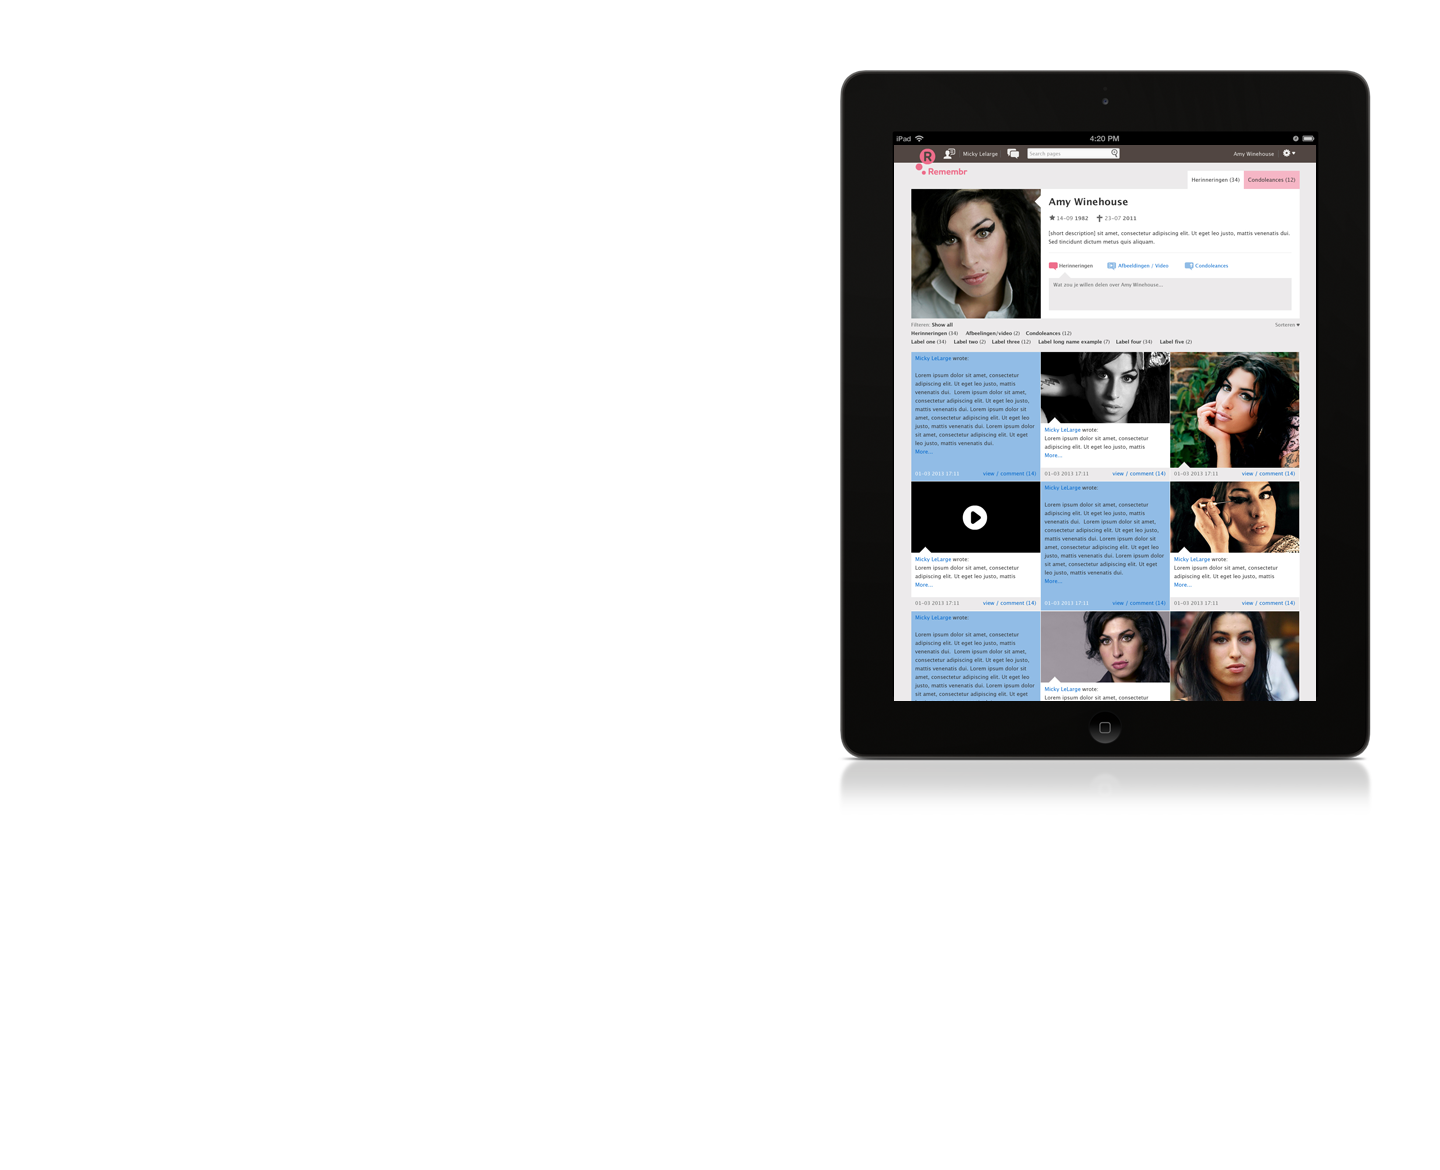 iPad 4:20 PM
R Micky Lelarge Search pages Amy Winehouse
Remembr
Herinneringen (34) Condoleances (12)
Amy Winehouse
14-09 1982 23-07 2011
[short description] sit amet, consectetur adipiscing elit. Ut eget leo justo, mattis venenatis dui.
Sed tincidunt dictum metus quis aliquam.
Herinneringen Afbeeldingen / Video Condoleances
Wat zou je willen delen over Amy Winehouse...
Filteren: Show all Sorteren
Herinneringen (34) Afbeelingen/video (2) Condoleances (12)
Label one (34) Label two (2) Label three (12) Label long name example (7) Label four (34) Label five (2)
Micky LeLarge wrote:
Lorem ipsum dolor sit amet, consectetur
adipiscing elit. Ut eget leo justo, mattis
venenatis dui. Lorem ipsum dolor sit amet,
consectetur adipiscing elit. Ut eget leo
justo, mattis venenatis dui. Lorem ipsum
dolor sit amet, consectetur adipiscing elit.
Ut eget leo justo, mattis venenatis dui.
More...
01-03 2013 17:11 view / comment (14)
Micky LeLarge wrote:
Lorem ipsum dolor sit amet, consectetur
adipiscing elit. Ut eget leo justo, mattis
More...
01-03 2013 17:11 view / comment (14)
01-03 2013 17:11 view / comment (14)
Micky LeLarge wrote:
Lorem ipsum dolor sit amet, consectetur
adipiscing elit. Ut eget leo justo, mattis
More...
01-03 2013 17:11 view / comment (14)
Micky LeLarge wrote:
Lorem ipsum dolor sit amet, consectetur
adipiscing elit. Ut eget leo justo, mattis
venenatis dui. Lorem ipsum dolor sit amet,
consectetur adipiscing elit. Ut eget leo justo,
mattis venenatis dui. Lorem ipsum dolor sit
amet, consectetur adipiscing elit. Ut eget leo
justo, mattis venenatis dui. Lorem ipsum dolor
sit amet, consectetur adipiscing elit. Ut eget
leo justo, mattis venenatis dui.
More...
01-03 2013 17:11 view / comment (14)
Micky LeLarge wrote:
Lorem ipsum dolor sit amet, consectetur
adipiscing elit. Ut eget leo justo, mattis
More...
01-03 2013 17:11 view / comment (14)
Micky LeLarge wrote:
Lorem ipsum dolor sit amet, consectetur
adipiscing elit. Ut eget leo justo, mattis
venenatis dui. Lorem ipsum dolor sit amet,
consectetur adipiscing elit. Ut eget leo justo,
mattis venenatis dui. Lorem ipsum dolor sit
amet, consectetur adipiscing elit. Ut eget leo
justo, mattis venenatis dui. Lorem ipsum dolor
sit amet, consectetur adipiscing elit. Ut eget
Micky LeLarge wrote:
Lorem ipsum dolor sit amet, consectetur